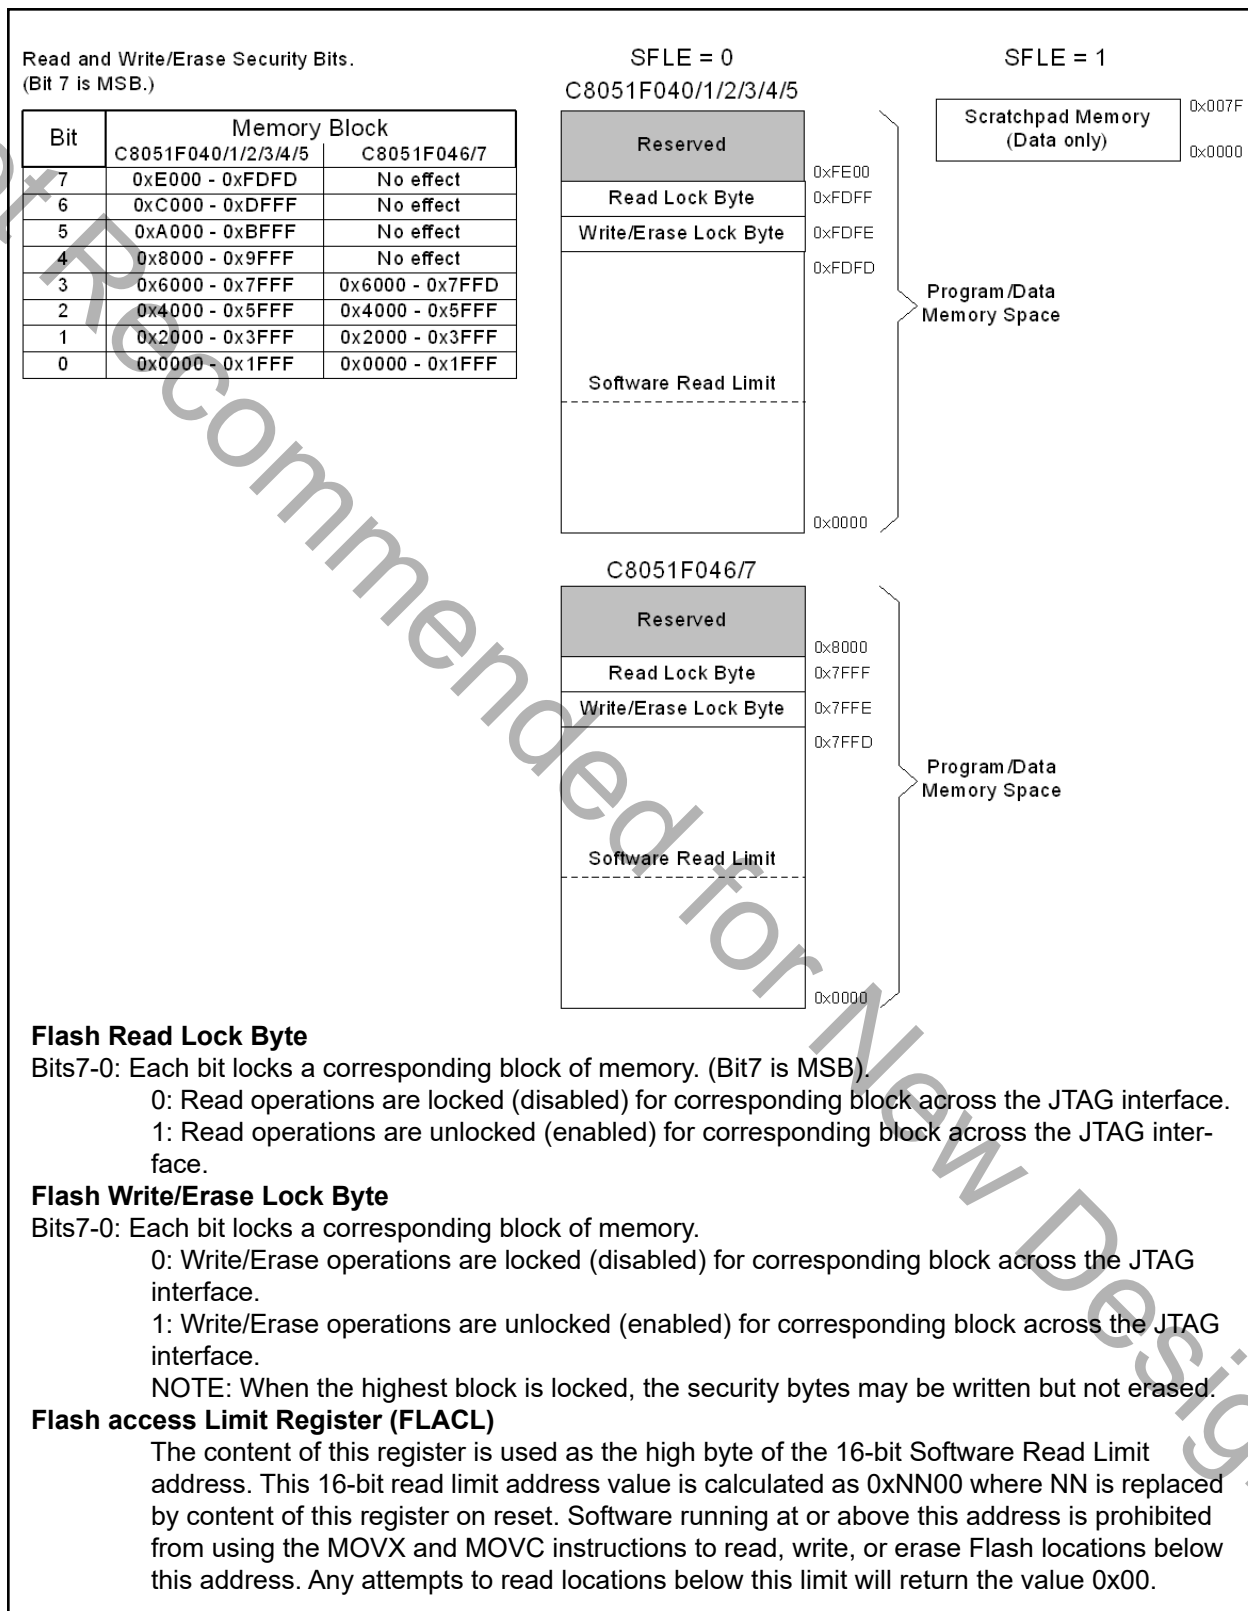 Read and Write/Erase Security Bits.
(Bit 7 is MSB.)
Bit Memory Block
C8051F040/1/2/3/4/5 C8051F046/7
7 0xE000 - 0xFDFD No effect
6 0xC000 - 0xDFFF No effect
5 0xA000 - 0xBFFF No effect
4 0x8000 - 0x9FFF No effect
3 0x6000 - 0x7FFF 0x6000 - 0x7FFD
2 0x4000 - 0x5FFF 0x4000 - 0x5FFF
1 0x2000 - 0x3FFF 0x2000 - 0x3FFF
0 0x0000 - 0x1FFF 0x0000 - 0x1FFF
SFLE = 0
C8051F040/1/2/3/4/5
Reserved
0xFE00
Read Lock Byte 0xFDFF
Write/Erase Lock Byte 0xFDFE
0xFDFD
Program/Data
Memory Space
Software Read Limit
0x0000
SFLE = 1
Scratchpad Memory
(Data only)
0x007F
0x0000
C8051F046/7
Reserved
0x8000
Read Lock Byte 0x7FFF
Write/Erase Lock Byte 0x7FFE
0x7FFD
Program/Data
Memory Space
Software Read Limit
0x0000
Flash Read Lock Byte
Bits7-0: Each bit locks a corresponding block of memory. (Bit7 is MSB).
0: Read operations are locked (disabled) for corresponding block across the JTAG interface.
1: Read operations are unlocked (enabled) for corresponding block across the JTAG inter-
face.
Flash Write/Erase Lock Byte
Bits7-0: Each bit locks a corresponding block of memory.
0: Write/Erase operations are locked (disabled) for corresponding block across the JTAG
interface.
1: Write/Erase operations are unlocked (enabled) for corresponding block across the JTAG
interface.
NOTE: When the highest block is locked, the security bytes may be written but not erased.
Flash access Limit Register (FLACL)
The content of this register is used as the high byte of the 16-bit Software Read Limit
address. This 16-bit read limit address value is calculated as 0xNN00 where NN is replaced
by content of this register on reset. Software running at or above this address is prohibited
from using the MOVX and MOVC instructions to read, write, or erase Flash locations below
this address. Any attempts to read locations below this limit will return the value 0x00.
Recommended for New